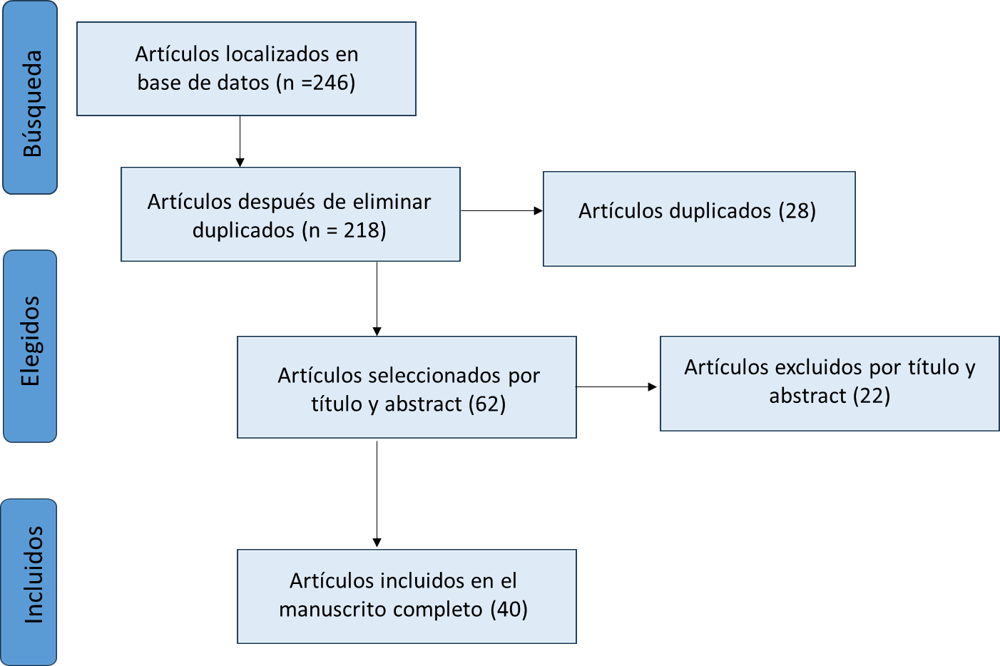 Búsqueda
Artículos localizados en
base de datos (n =246)
Artículos después de eliminar
duplicados (n = 218)
Artículos duplicados (28)
Elegidos
Artículos seleccionados por
título y abstract (62)
Artículos excluidos por título y
abstract (22)
Incluidos
Artículos incluidos en el
manuscrito completo (40)